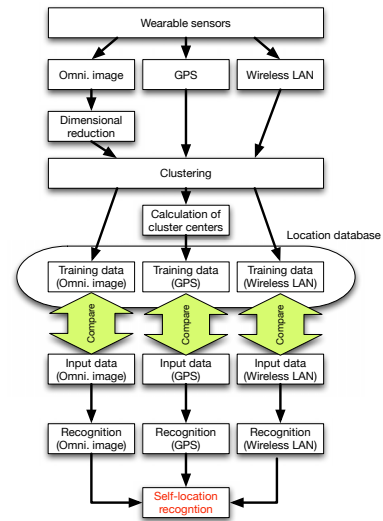 Wearable sensors
Omni. image
GPS
Wireless LAN
Dimensional
reduction
Clustering
Calculation of
cluster centers
Location database
Training data
(Omni. image)
Training data
(GPS)
Training data
(Wireless LAN)
Compare
Compare
Compare
Input data
(Omni. image)
Input data
(GPS)
Input data
(Wireless LAN)
Recognition
(Omni. image)
Recognition
(GPS)
Recognition
(Wireless LAN)
Self-location
recogntion